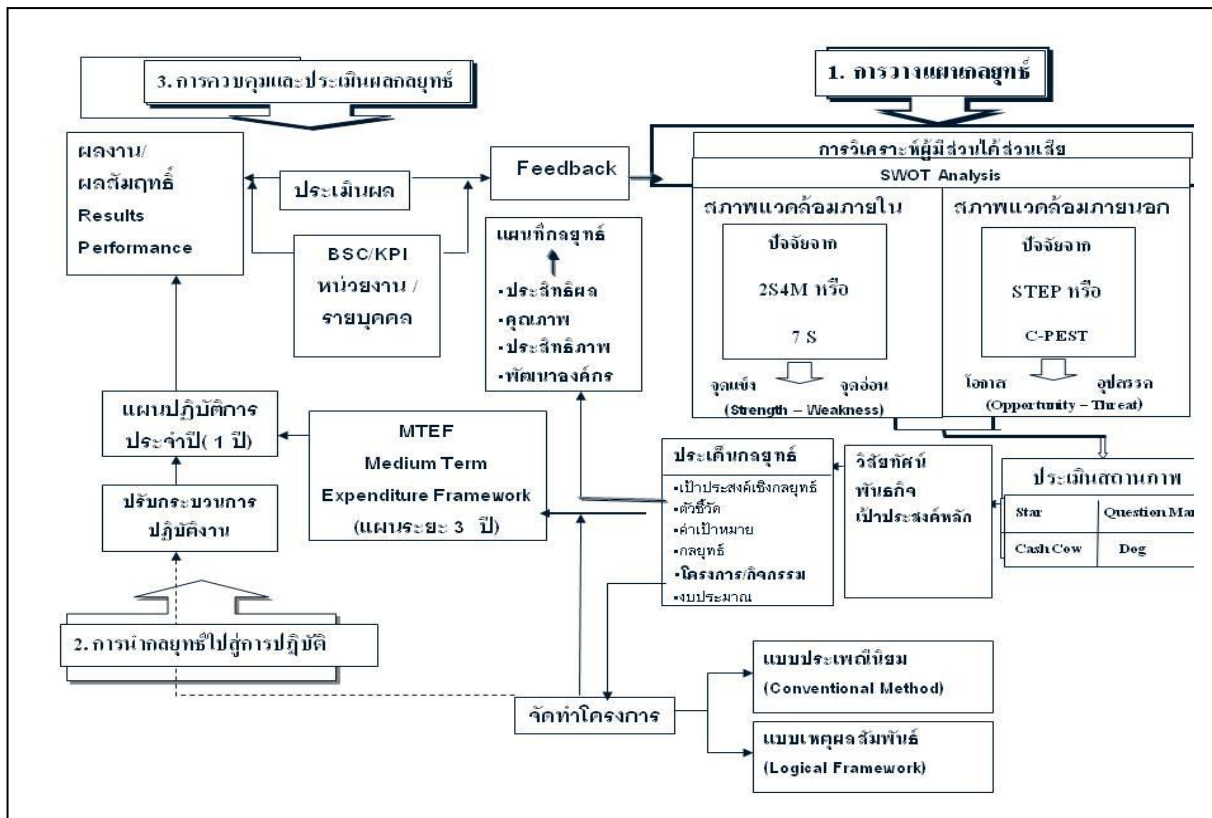 3. การควบคุมและประเมินผลกลยุทธ์
1. การวางแผนกลยุทธ์
ผลงาน/
ผลสัมฤทธิ์
Results
Performance
ประเมินผล
Feedback
BSC/KPI
หน่วยงาน /
รายบุคคล
แผนที่กลยุทธ์
▪ประสิทธิผล
▪คุณภาพ
▪ประสิทธิภาพ
▪พัฒนาองค์กร
การวิเคราะห์ผู้มีส่วนได้ส่วนเสีย
SWOT Analysis
สภาพแวดล้อมภายใน
ปัจจัยจาก
2S4M หรือ
7 S
จุดแข็ง จุดอ่อน
(Strength – Weakness)
สภาพแวดล้อมภายนอก
ปัจจัยจาก
STEP หรือ
C-PEST
โอกาส อุปสรรค
(Opportunity – Threat)
แผนปฏิบัติการ
ประจำปี( 1 ปี)
ปรับกระบวนการ
ปฏิบัติงาน
MTEF
Medium Term
Expenditure Framework
(แผนระยะ 3 ปี)
ประเด็นกลยุทธ์
▪เป้าประสงค์เชิงกลยุทธ์
▪ตัวชี้วัด
▪ค่าเป้าหมาย
▪กลยุทธ์
▪โครงการ/กิจกรรม
▪งบประมาณ
วิสัยทัศน์
พันธกิจ
เป้าประสงค์หลัก
ประเมินสถานภาพ
Star Question Mar
Cash Cow Dog
2. การนำกลยุทธ์ไปสู่การปฏิบัติ
จัดทำโครงการ
แบบประเพณีนิยม
(Conventional Method)
แบบเหตุผลสัมพันธ์
(Logical Framework)